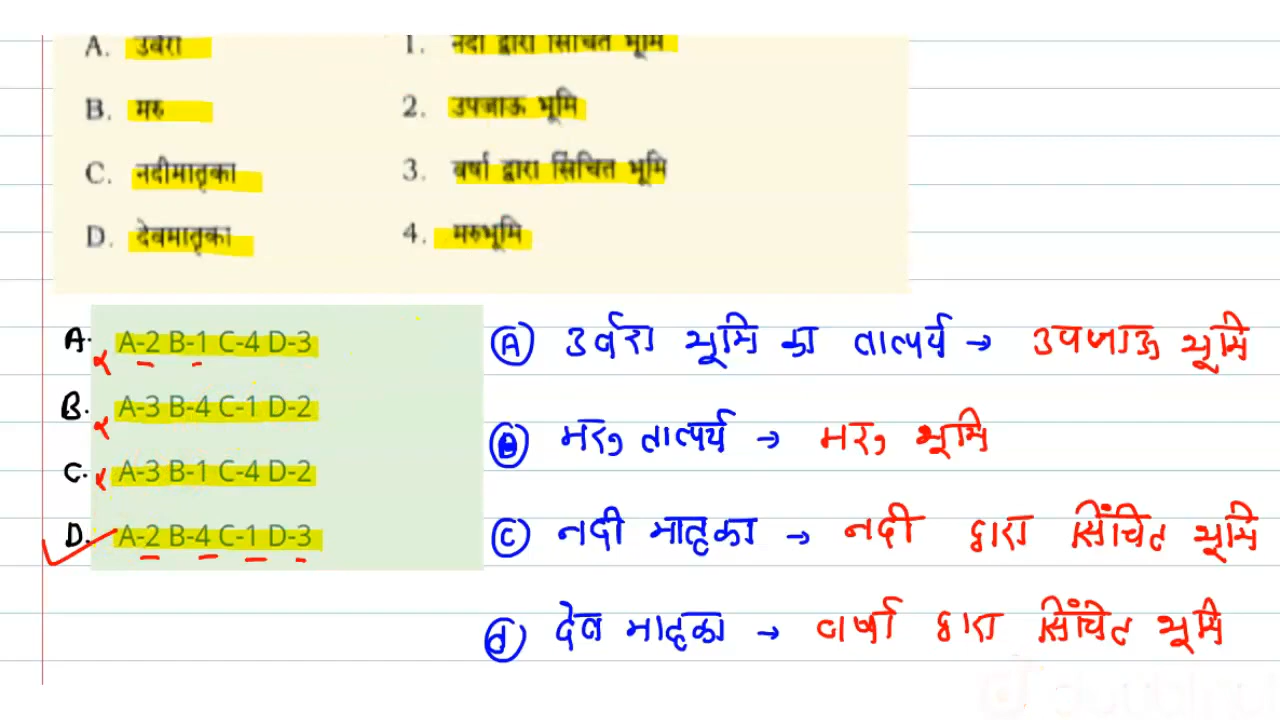 A. उर्वरा 1. नदी द्वारा सिंचित भूमि
B. मरु 2. उपजाऊ भूमि
C. नदीमातृका 3. वर्षा द्वारा सिंचित भूमि
D. देवमातृका 4. मरुभूमि
A. A-2 B-1 C-4 D-3
B. A-3 B-4 C-1 D-2
C. A-3 B-1 C-4 D-2
D. A-2 B-4 C-1 D-3
A उर्वरा भूमि का तात्पर्य → उपजाऊ भूमि
मरु तात्पर्य → मरु भूमि
C नदी मातृका → नदी द्वारा सिंचित भूमि
d देव मातृका → वर्षा द्वारा सिंचित भूमि